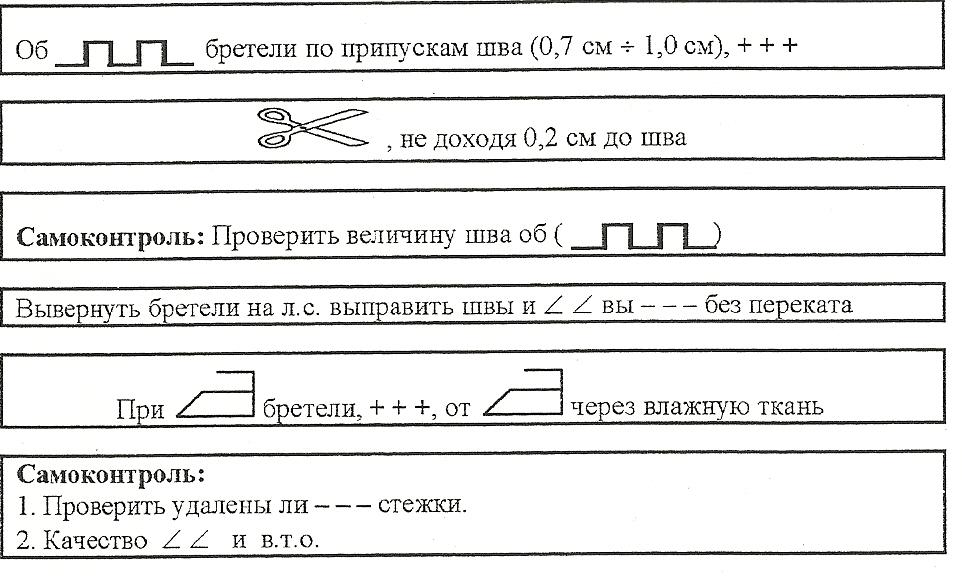 Об бретели по припускам шва (0,7 см ÷ 1,0 см), + + +
, не доходя 0,2 см до шва
Самоконтроль: Проверить величину шва об ( )
Вывернуть бретели на л.с. выправить швы и ∠ ∠ вы – – – без переката
При бретели, + + +, от через влажную ткань
Самоконтроль:
1. Проверить удалены ли – – – стежки.
2. Качество ∠ ∠ и в.т.о.